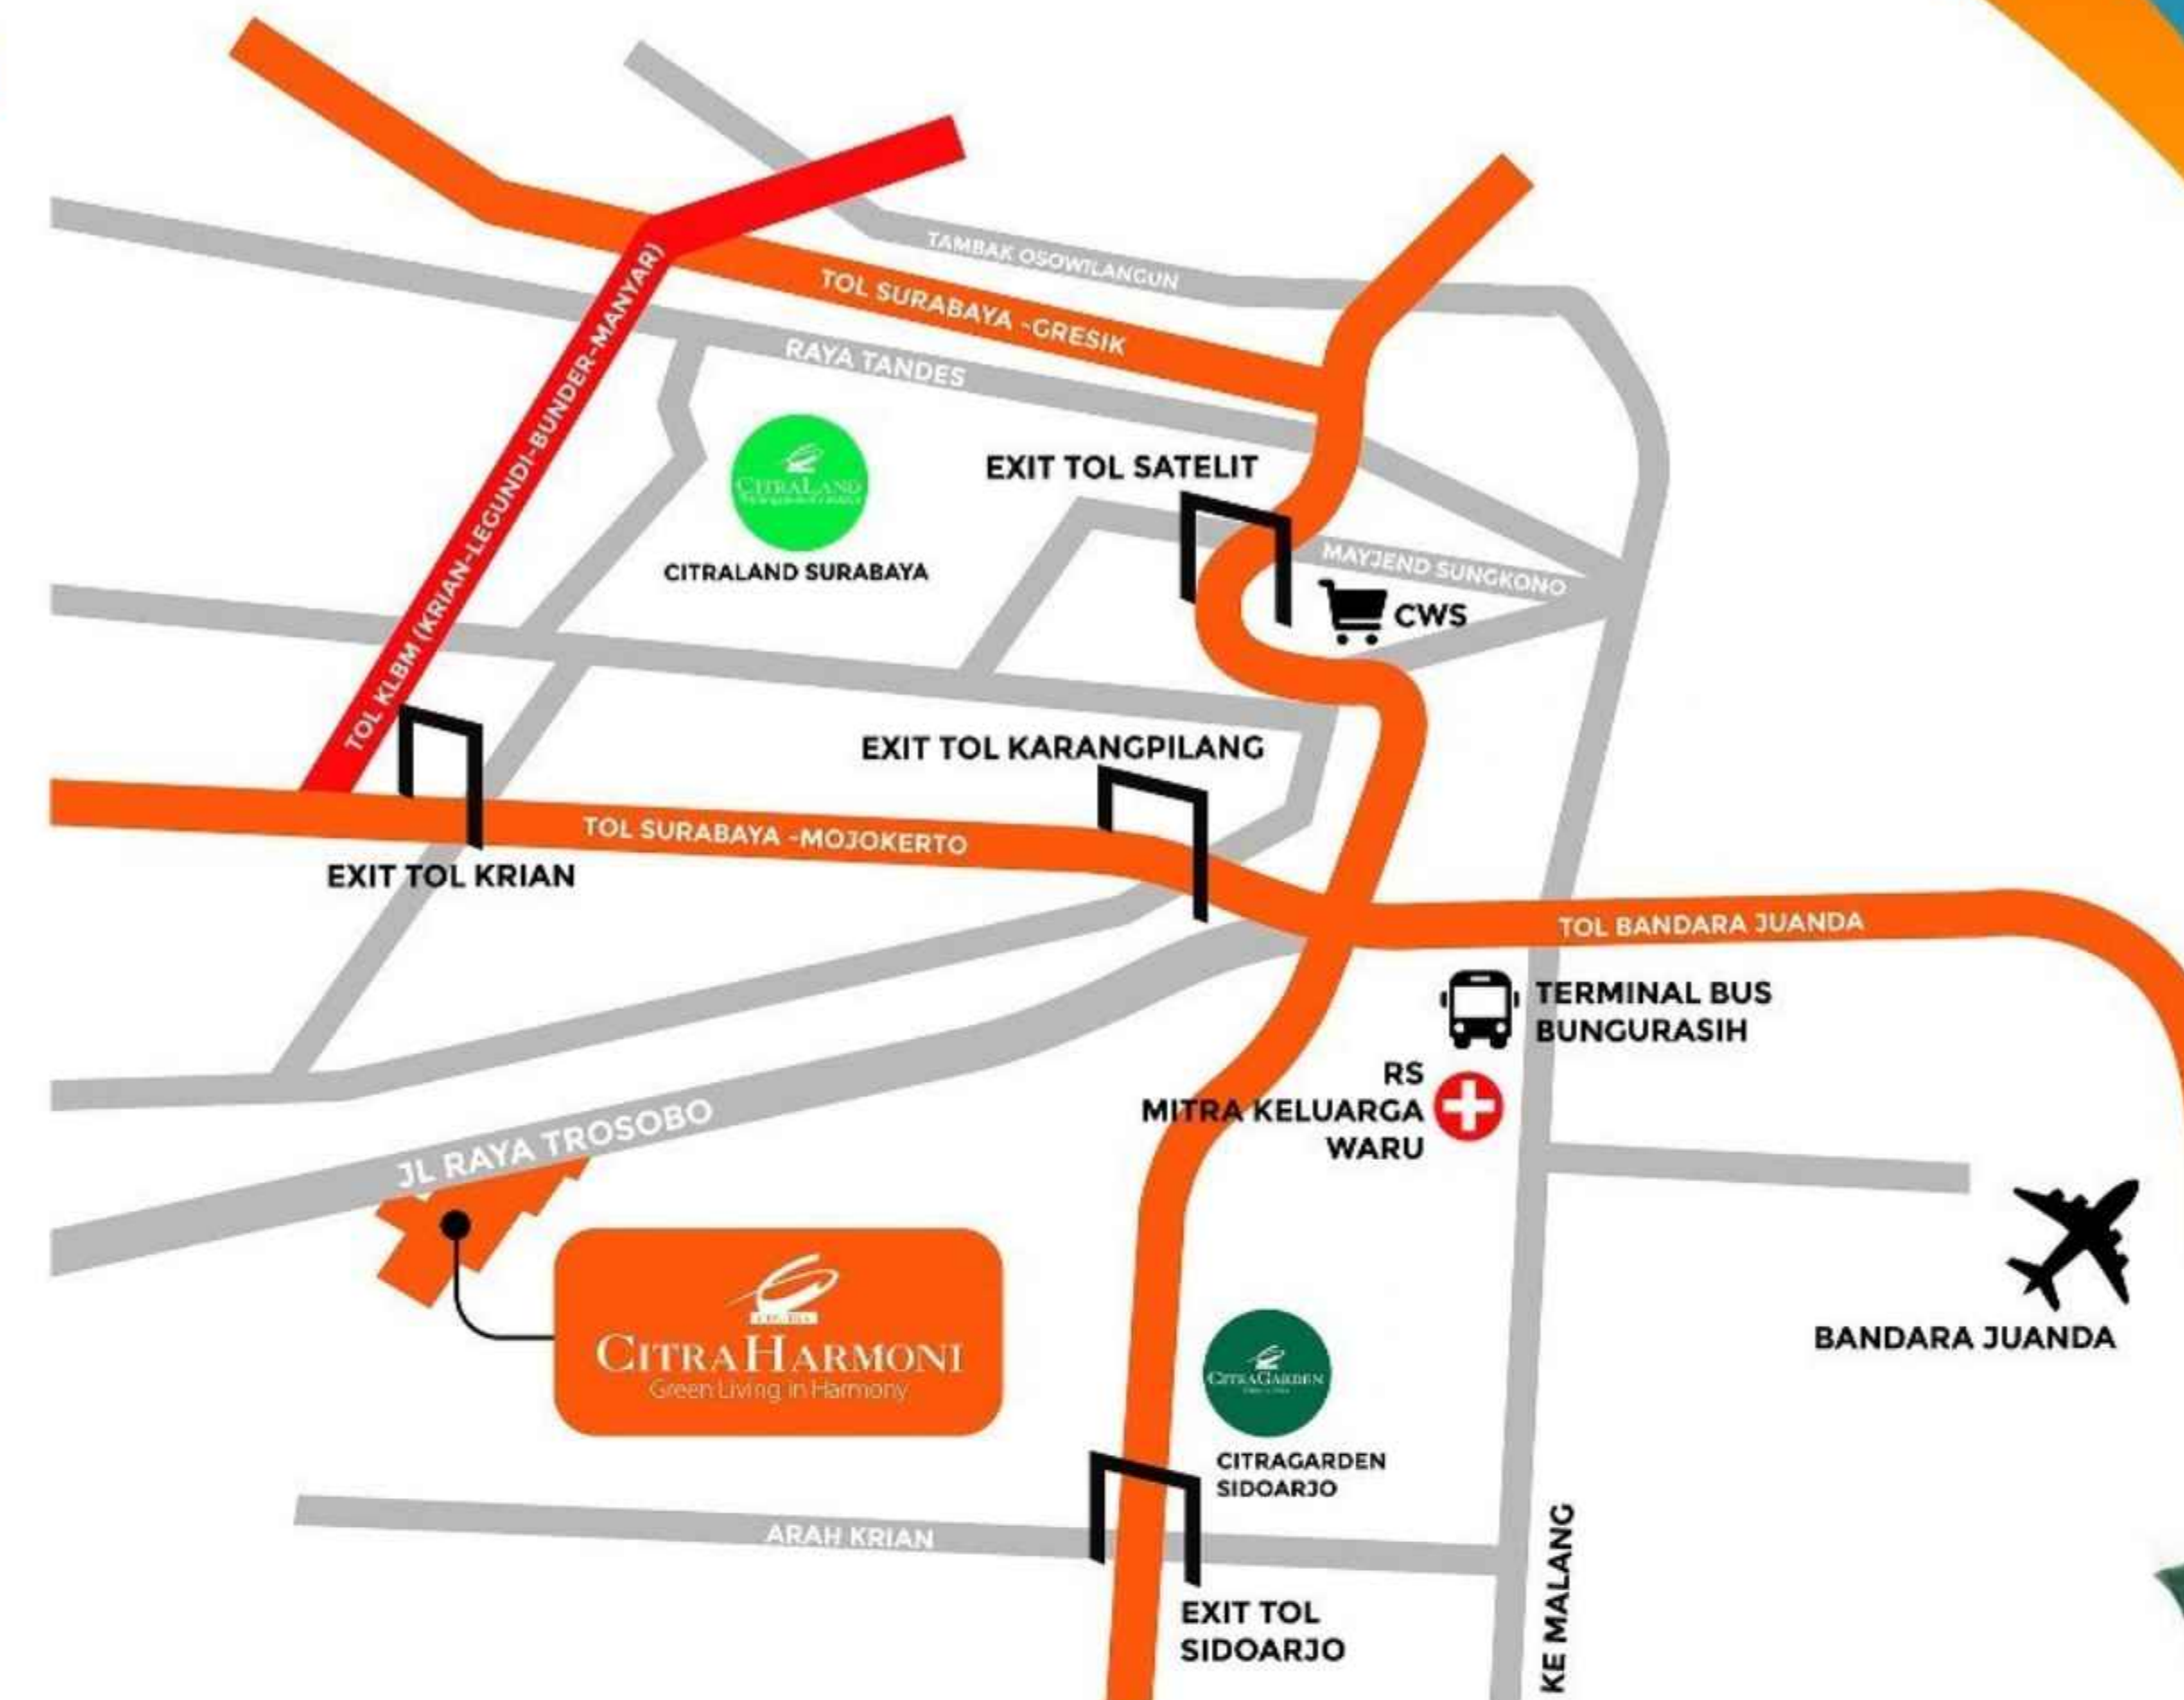 TAMBAK OSOWILANGUN
TOL SURABAYA -GRESIK
RAYA TANDES
TOL KLBM (KRIAN-LEGUNDI-BUNDER-MANYAR)
CITRALAND
CITRALAND SURABAYA
EXIT TOL SATELIT
MAYJEND SUNGKONO
CWS
EXIT TOL KARANGPILANG
TOL SURABAYA -MOJOKERTO
EXIT TOL KRIAN
TOL BANDARA JUANDA
TERMINAL BUS
BUNGURASIH
RS
MITRA KELUARGA
WARU
JL RAYA TROSOBO
CITRAHARMONI
Green Living in Harmony
BANDARA JUANDA
CITRAGARDEN
CITRAGARDEN
SIDOARJO
ARAH KRIAN
EXIT TOL
SIDOARJO
KE MALANG